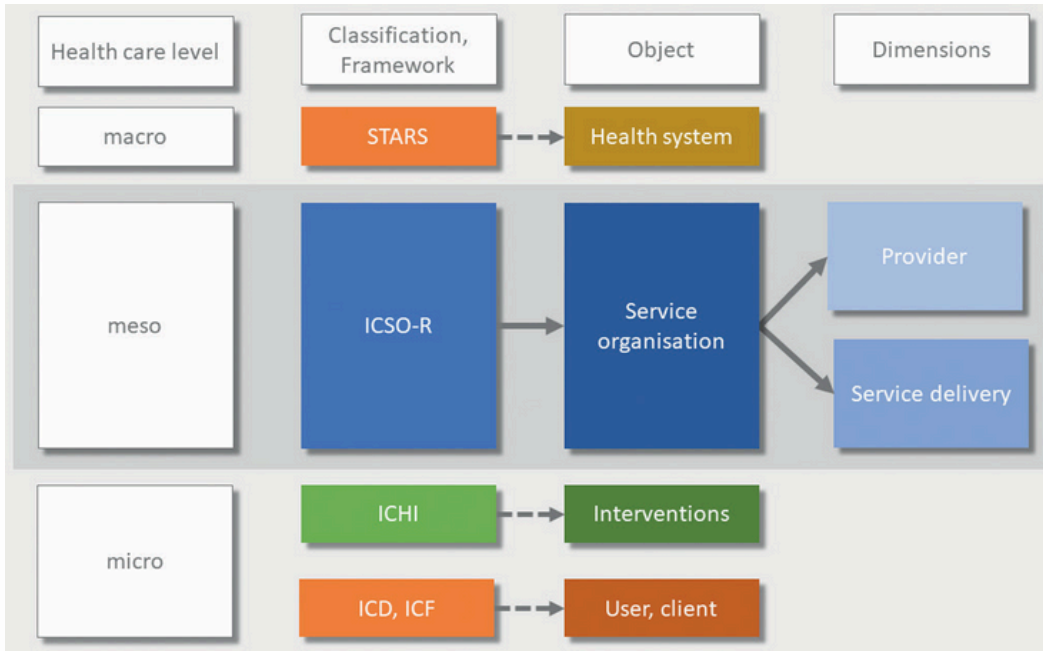 Health care level
Classification,
Framework
Object
Dimensions
macro
STARS
Health system
meso
ICSO-R
Service
organisation
Provider
Service delivery
micro
ICHI
Interventions
ICD, ICF
User, client